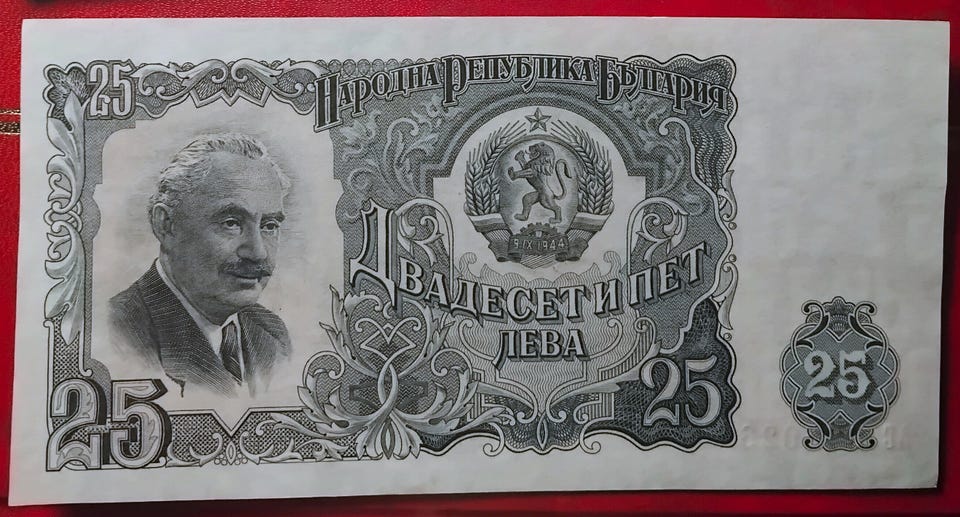 25
НАРОДНА РЕПУБЛИКА БЪЛГАРИЯ
9·IX·1944
ДВАДЕСЕТ И ПЕТ
ЛЕВА
25
25
25